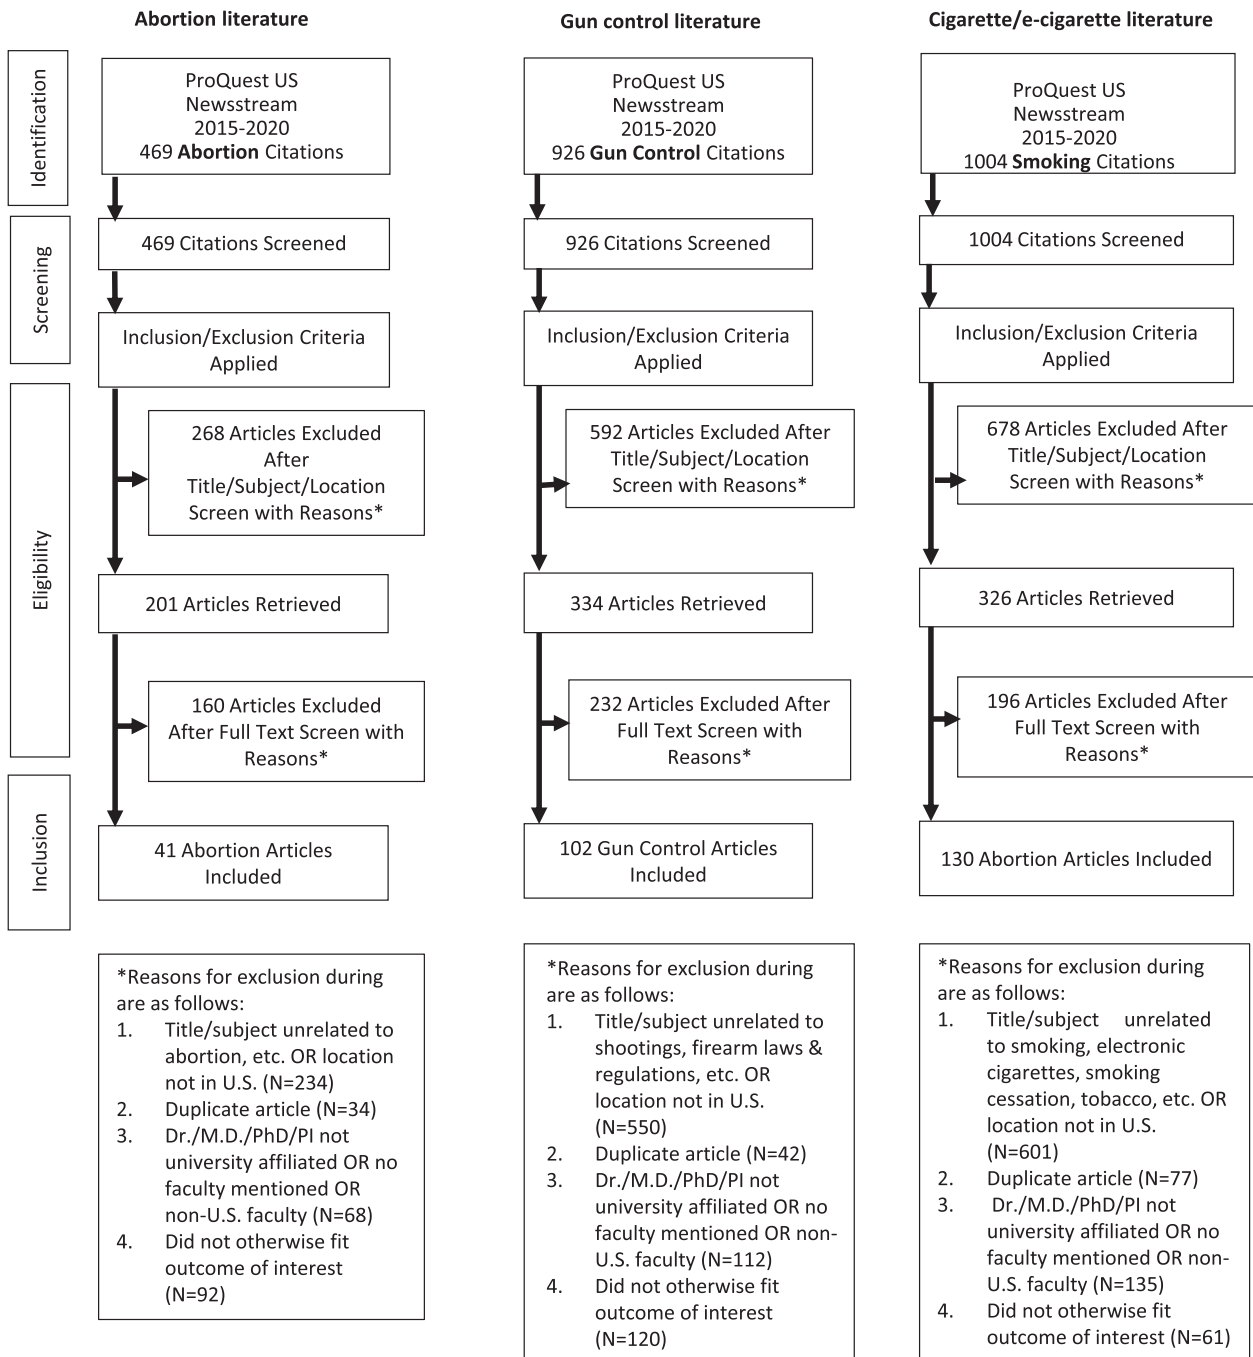 Abortion literature
Gun control literature
Cigarette/e-cigarette literature
Identification
Screening
Eligibility
Inclusion
ProQuest US
Newsstream
2015-2020
469 Abortion Citations
469 Citations Screened
Inclusion/Exclusion Criteria
Applied
268 Articles Excluded
After
Title/Subject/Location
Screen with Reasons*
201 Articles Retrieved
160 Articles Excluded
After Full Text Screen with
Reasons*
41 Abortion Articles
Included
*Reasons for exclusion during
are as follows:
1. Title/subject unrelated to
abortion, etc. OR location
not in U.S. (N=234)
2. Duplicate article (N=34)
3. Dr./M.D./PhD/PI not
university affiliated OR no
faculty mentioned OR
non-U.S. faculty (N=68)
4. Did not otherwise fit
outcome of interest
(N=92)
ProQuest US
Newsstream
2015-2020
926 Gun Control Citations
926 Citations Screened
Inclusion/Exclusion Criteria
Applied
592 Articles Excluded After
Title/Subject/Location
Screen with Reasons*
334 Articles Retrieved
232 Articles Excluded After
Full Text Screen with
Reasons*
102 Gun Control Articles
Included
*Reasons for exclusion during
are as follows:
1. Title/subject unrelated to
shootings, firearm laws &
regulations, etc. OR
location not in U.S.
(N=550)
2. Duplicate article (N=42)
3. Dr./M.D./PhD/PI not
university affiliated OR no
faculty mentioned OR non-
U.S. faculty (N=112)
4. Did not otherwise fit
outcome of interest
(N=120)
ProQuest US
Newsstream
2015-2020
1004 Smoking Citations
1004 Citations Screened
Inclusion/Exclusion Criteria
Applied
678 Articles Excluded After
Title/Subject/Location
Screen with Reasons*
326 Articles Retrieved
196 Articles Excluded After
Full Text Screen with
Reasons*
130 Abortion Articles Included
*Reasons for exclusion during
are as follows:
1. Title/subject unrelated
to smoking, electronic
cigarettes, smoking
cessation, tobacco, etc. OR
location not in U.S.
(N=601)
2. Duplicate article (N=77)
3. Dr./M.D./PhD/PI not
university affiliated OR no
faculty mentioned OR non-
U.S. faculty (N=135)
4. Did not otherwise fit
outcome of interest (N=61)